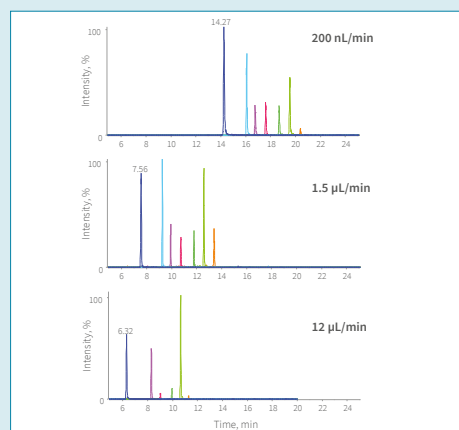 14.27
200 nL/min
100
Intensity, %
0
6 8 10 12 14 16 18 20 22 24
7.56
1.5 µL/min
100
Intensity, %
0
6 8 10 12 14 16 18 20 22 24
6.32
12 µL/min
100
Intensity, %
0
6 8 10 12 14 16 18 20 22 24
Time, min